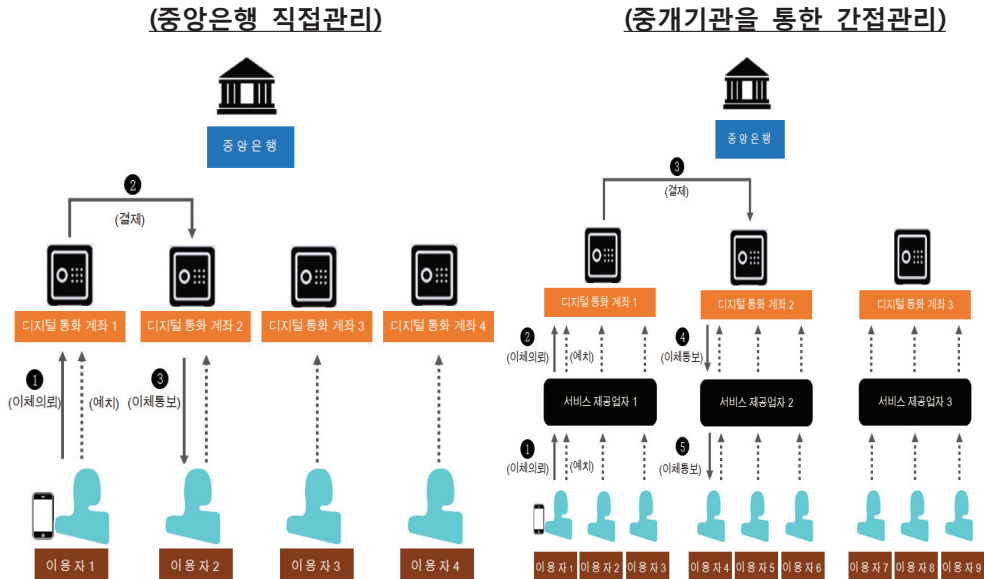 (중앙은행 직접관리)
중앙은행
❷
(결제)
디지털 통화 계좌 1
디지털 통화 계좌 2
디지털 통화 계좌 3
디지털 통화 계좌 4
❶
(이체의뢰)
(예치)
❸
(이체통보)
이용자 1
이용자 2
이용자 3
이용자 4
(중개기관을 통한 간접관리)
중앙은행
❸
(결제)
디지털 통화 계좌 1
디지털 통화 계좌 2
디지털 통화 계좌 3
❷
(이체의뢰)
(예치)
❹
(이체통보)
서비스 제공업자 1
서비스 제공업자 2
서비스 제공업자 3
❶
(이체의뢰)
(예치)
❺
(이체통보)
이용자 1
이용자 2
이용자 3
이용자 4
이용자 5
이용자 6
이용자 7
이용자 8
이용자 9